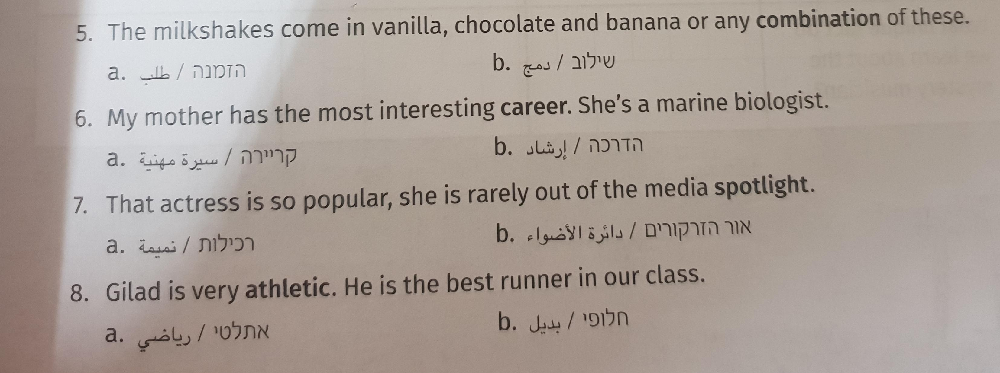 5. The milkshakes come in vanilla, chocolate and banana or any combination of these.
a. הזמנה / طلب b. שילוב / دمج
6. My mother has the most interesting career. She's a marine biologist.
a. קריירה / سيرة مهنية b. הדרכה / إرشاد
7. That actress is so popular, she is rarely out of the media spotlight.
a. רכילות / نميمة b. אור הזרקורים / دائرة الأضواء
8. Gilad is very athletic. He is the best runner in our class.
a. אתלטי / رياضي b. חלופי / بديل